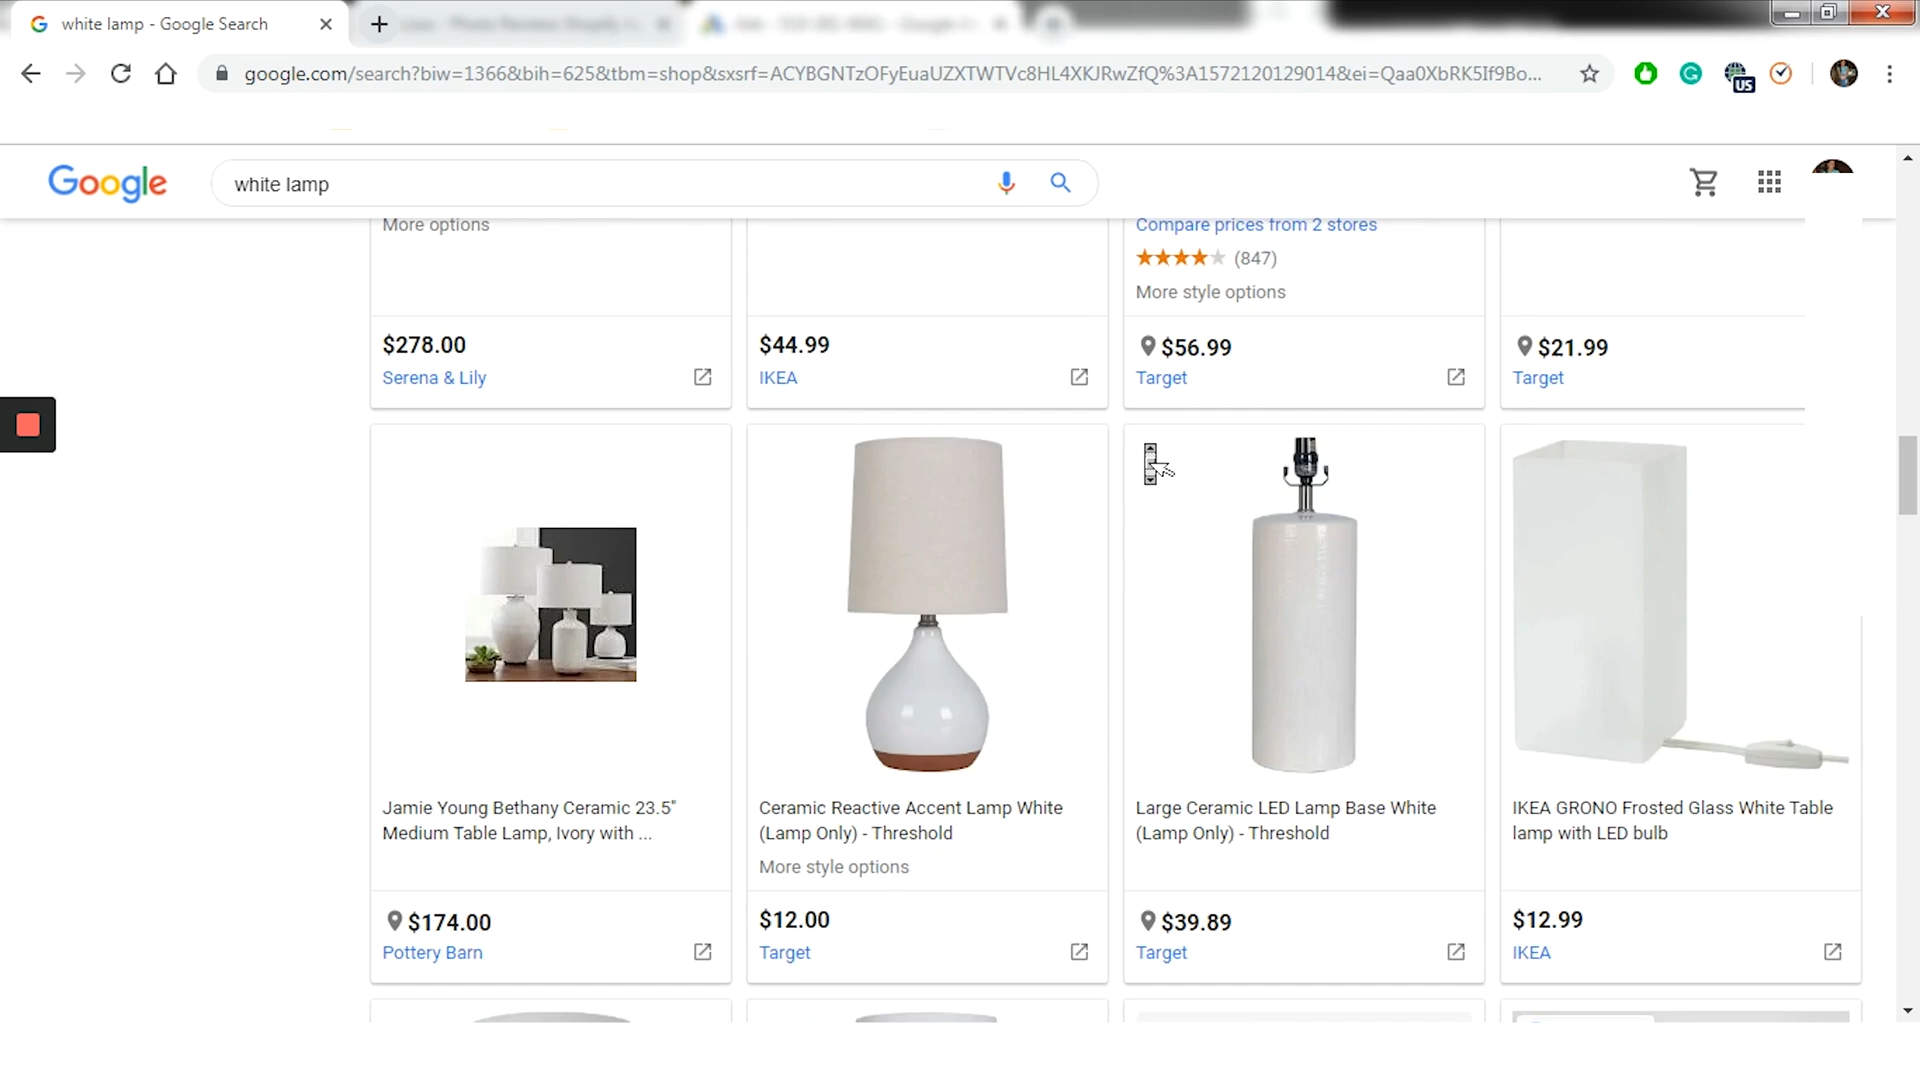 white lamp - Google Search
google.com/search?biw=1366&bih=625&tbm=shop&sxsrf=ACYBGNTzOFyEuaUZXTWTVc8HL4XKJRwZfQ%3A1572120129014&ei=Qaa0XbRK5If9Bo...
US
Google
white lamp
More options
Compare prices from 2 stores
(847)
More style options
$278.00
$44.99
$56.99
$21.99
Serena & Lily
IKEA
Target
Target
Jamie Young Bethany Ceramic 23.5"
Medium Table Lamp, Ivory with ...
Ceramic Reactive Accent Lamp White
(Lamp Only) - Threshold
More style options
Large Ceramic LED Lamp Base White
(Lamp Only) - Threshold
IKEA GRONO Frosted Glass White Table
lamp with LED bulb
$174.00
$12.00
$39.89
$12.99
Pottery Barn
Target
Target
IKEA